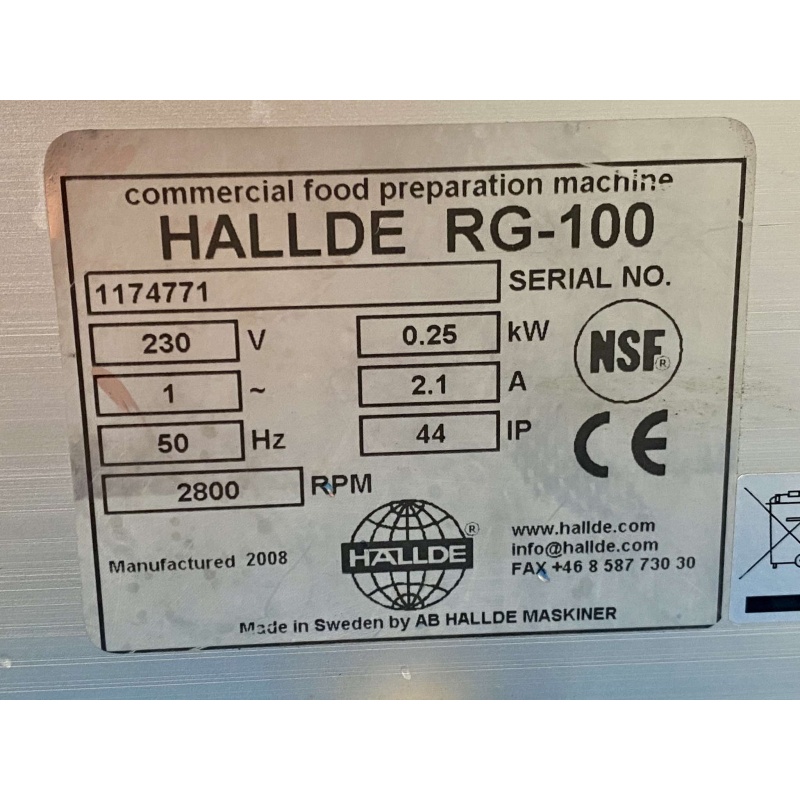 commercial food preparation machine
HALLDE RG-100
1174771 SERIAL NO.
230 V 0.25 kW
1 ~ 2.1 A
50 Hz 44 IP
2800 RPM
NSF®
CE
Manufactured 2008
HALLDE®
www.hallde.com
info@hallde.com
FAX +46 8 587 730 30
Made in Sweden by AB HALLDE MASKINER